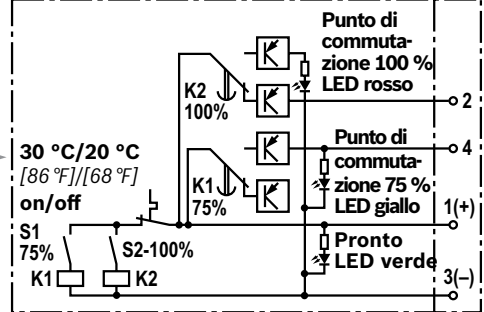 Punto di
commuta-
zione 100 %
LED rosso
K2
100%
2
4
Punto di
commuta-
zione 75 %
LED giallo
30 °C/20 °C
[86 °F]/[68 °F]
on/off
K1
75%
1(+)
S1
75%
S2-100%
Pronto
LED verde
K1
K2
3(–)